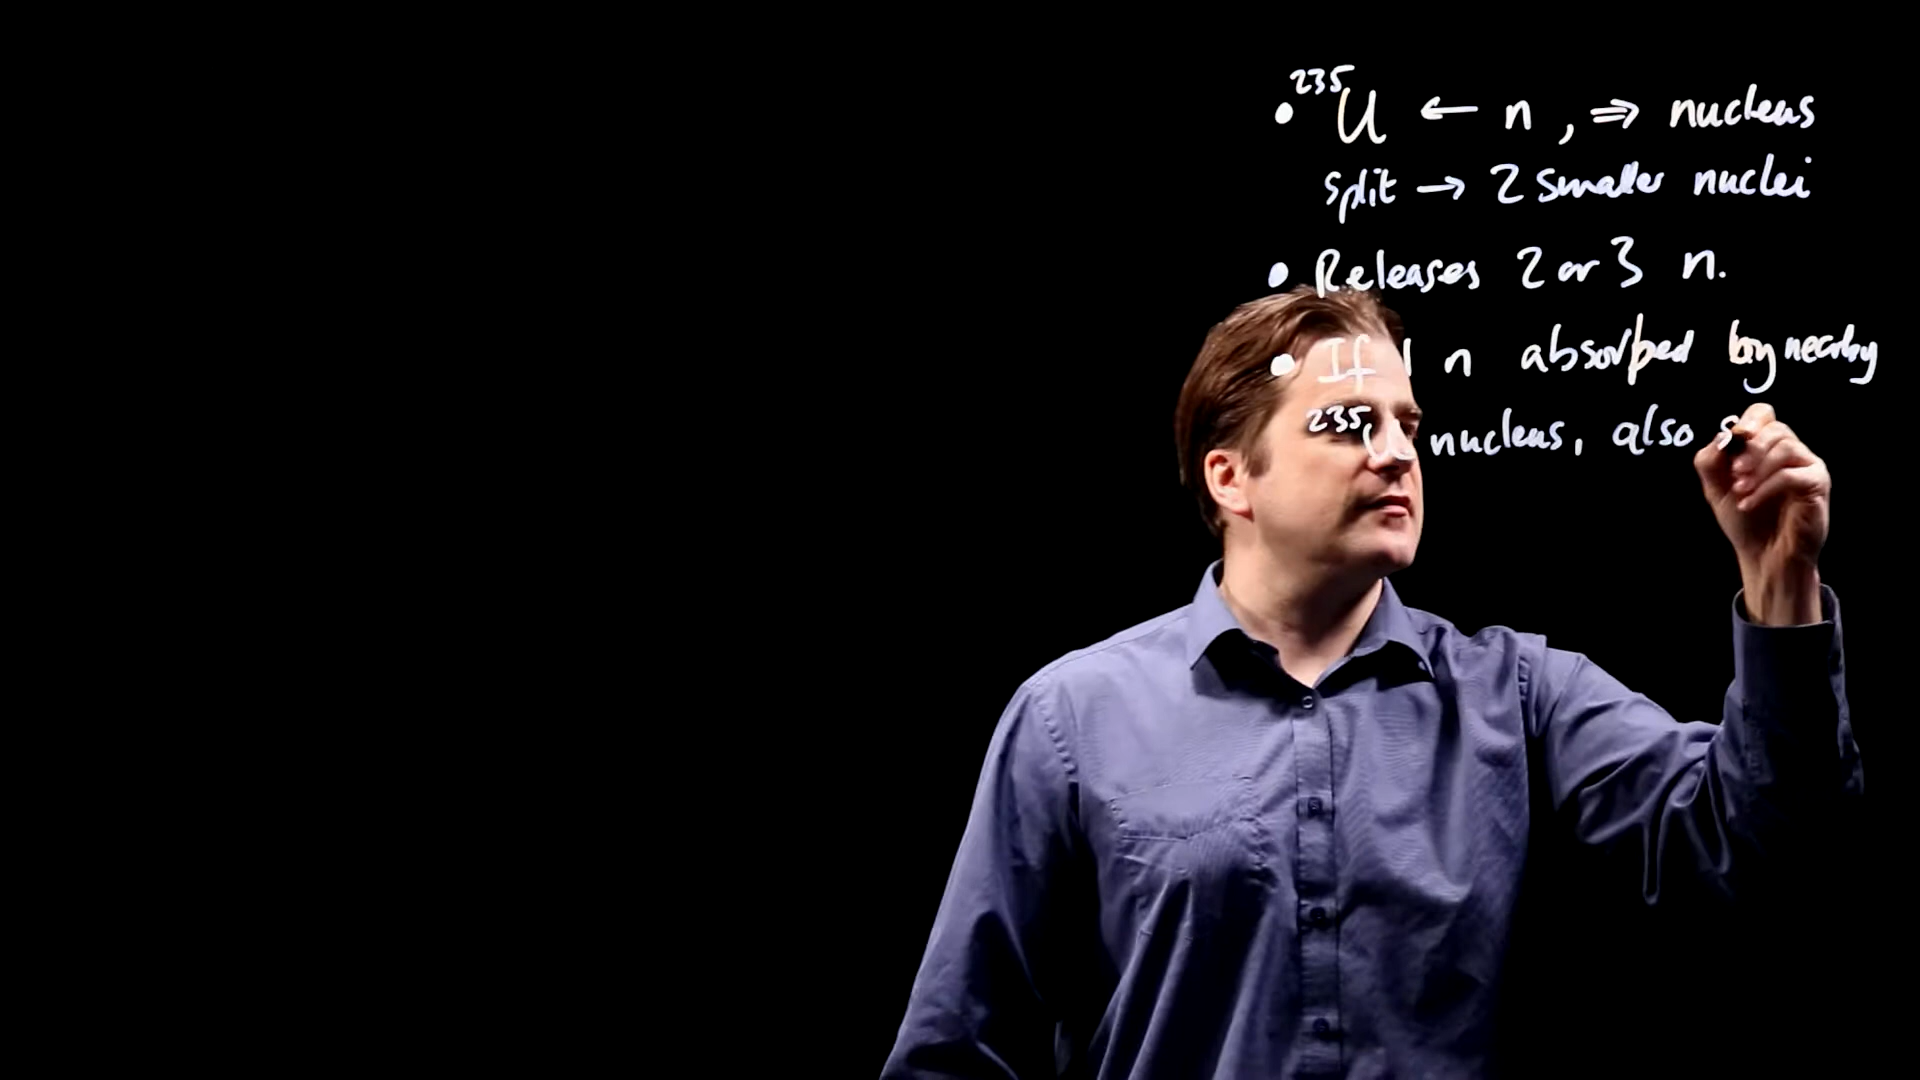 • ²³⁵U ← n , ⇒ nucleus
split → 2 smaller nuclei
• Releases 2 or 3 n.
• If 1 n absorbed by nearby
²³⁵U nucleus, also s